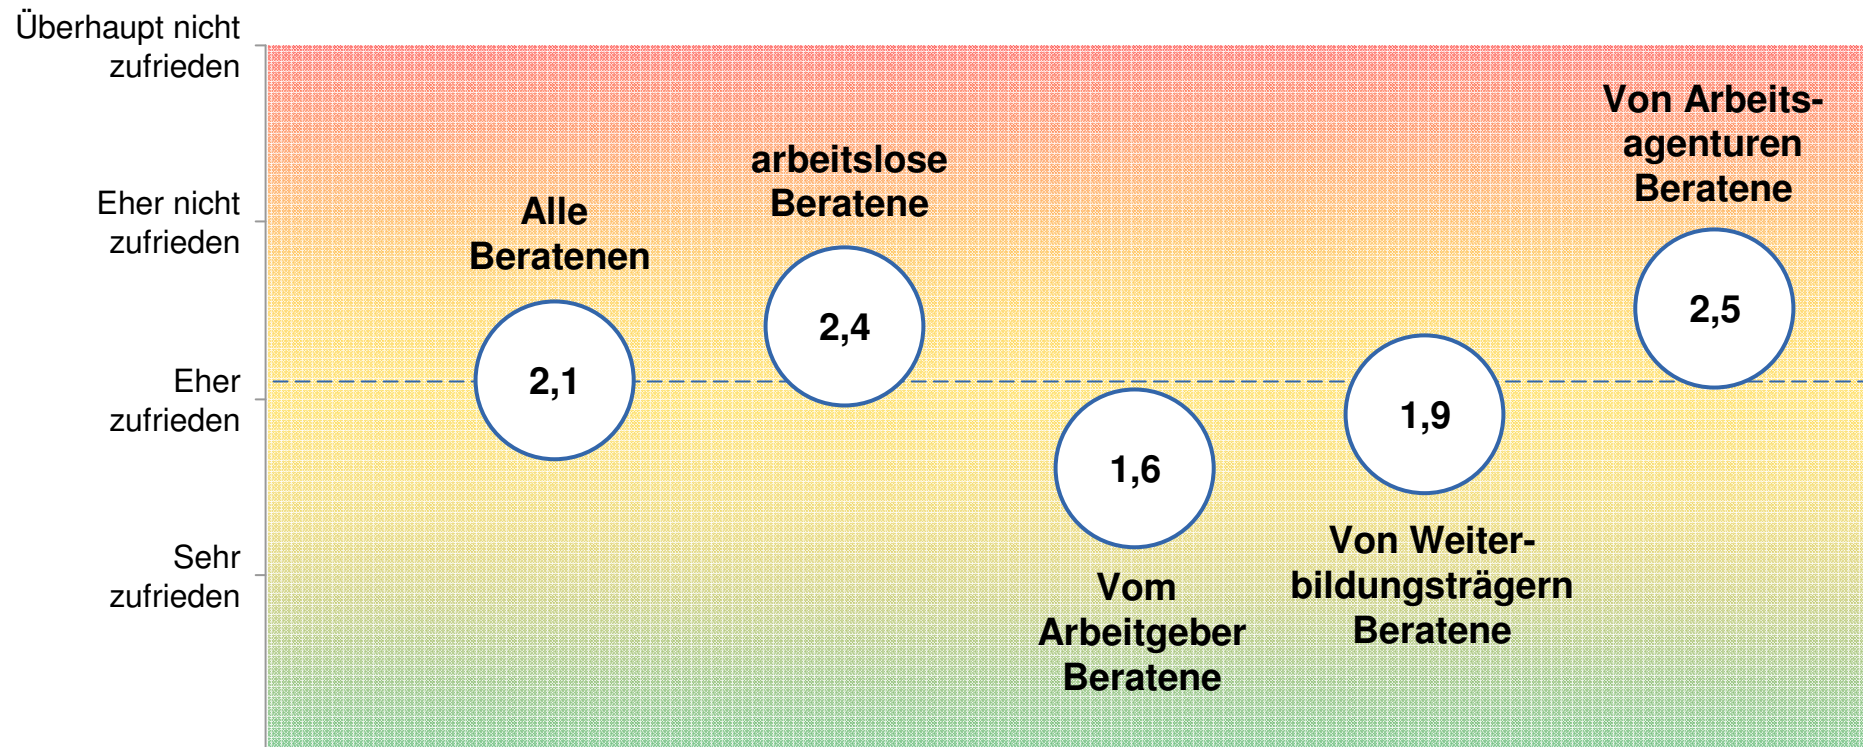 Überhaupt nicht
zufrieden
Eher nicht
zufrieden
Eher
zufrieden
Sehr
zufrieden
Alle
Beratenen
2,1
arbeitslose
Beratene
2,4
1,6
Vom
Arbeitgeber
Beratene
1,9
Von Weiter-
bildungsträgern
Beratene
Von Arbeits-
agenturen
Beratene
2,5